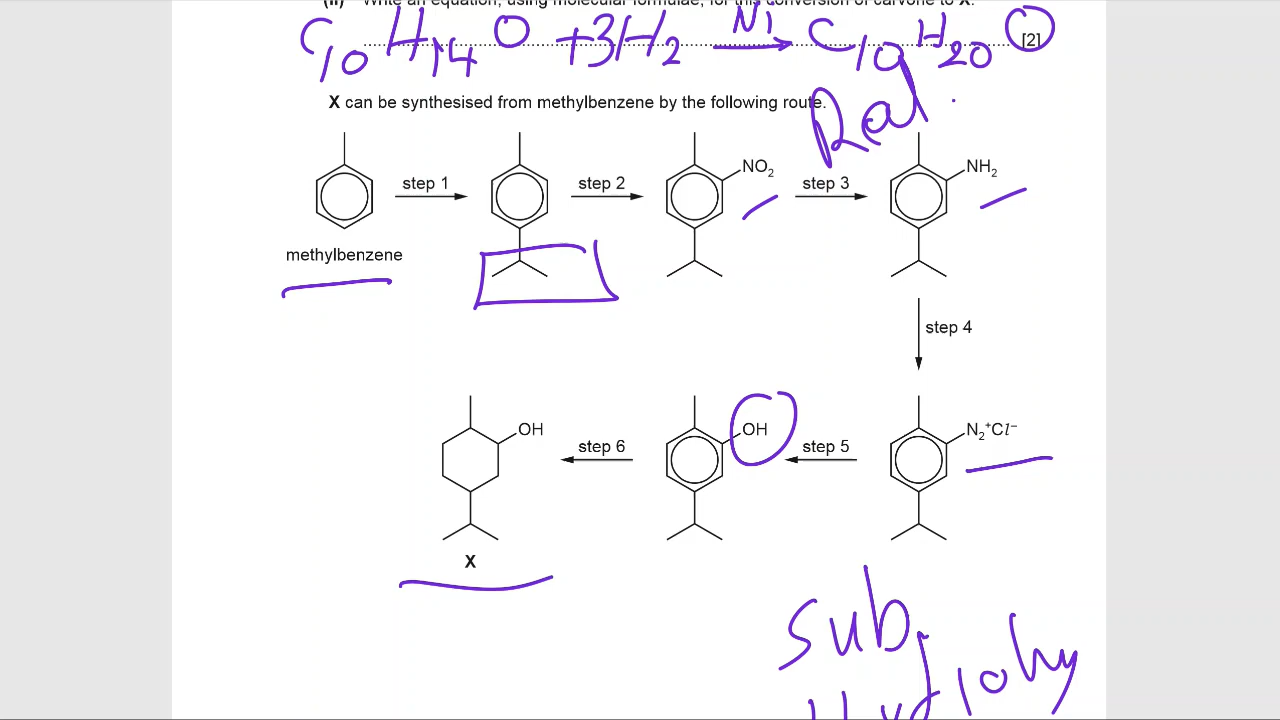 (ii) Write an equation, using molecular formulae, for this conversion of carvone to X.
C10H14O + 3H2 Ni → C10H20O [2]
X can be synthesised from methylbenzene by the following route.
Red.
step 1 step 2 NO2 step 3 NH2
methylbenzene
step 4
OH step 6 OH step 5 N2+Cl−
X
sub,